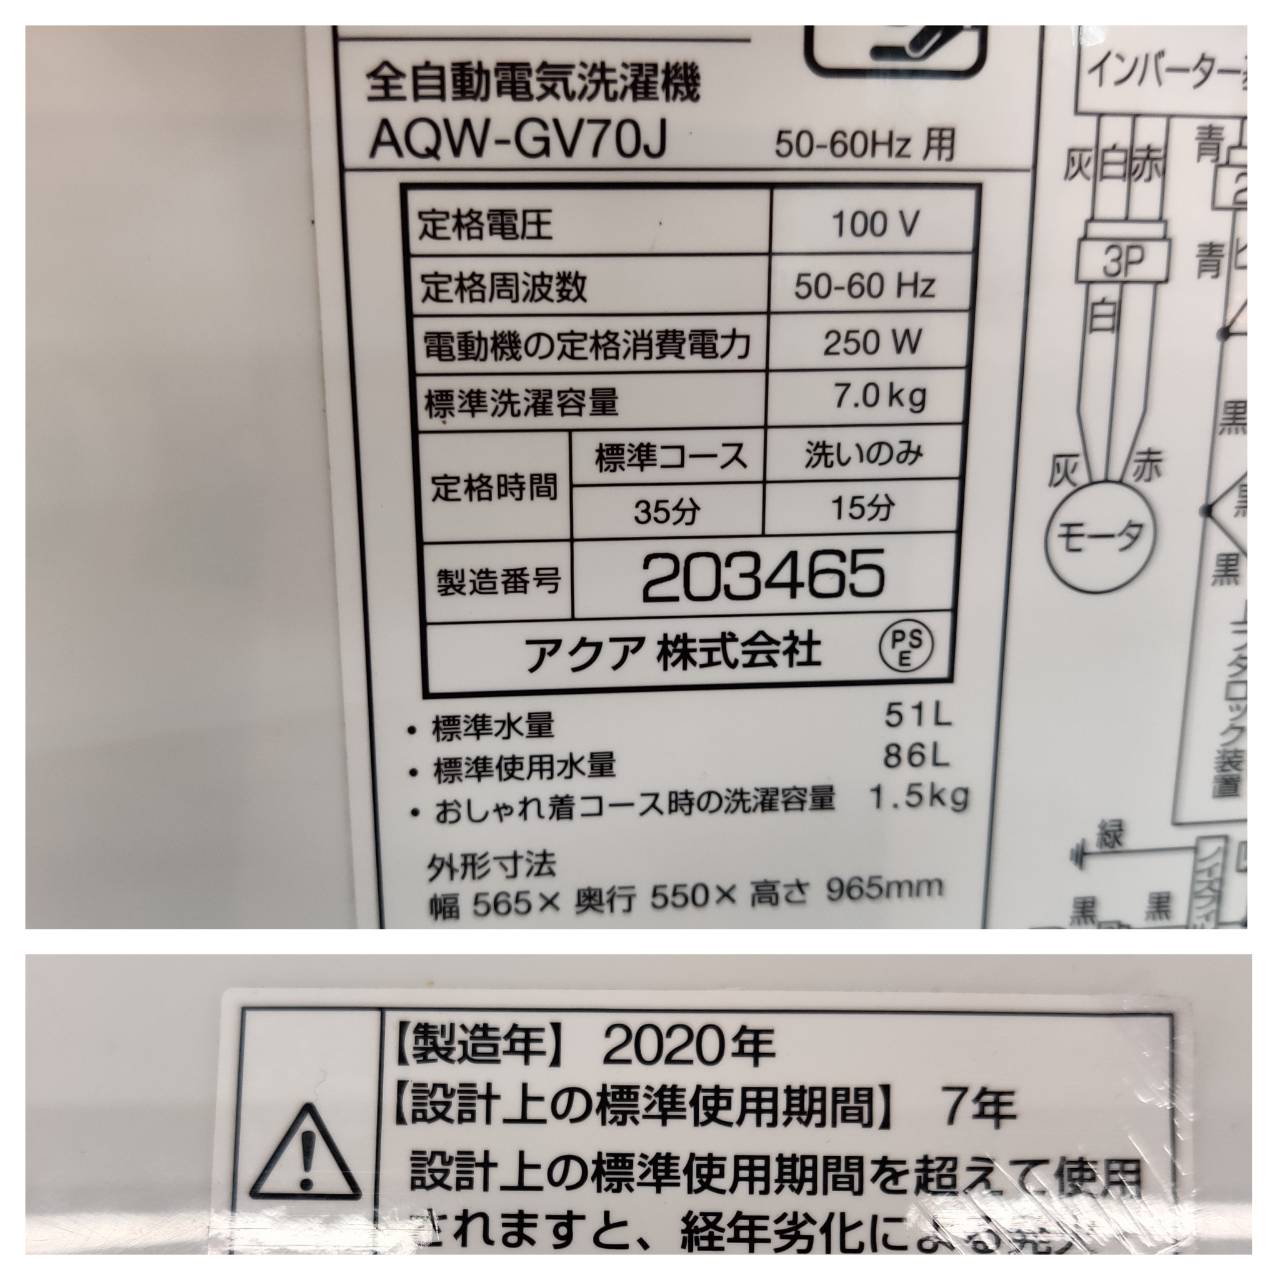 全自動電気洗濯機
AQW-GV70J 50-60Hz 用
定格電圧 100 V
定格周波数 50-60 Hz
電動機の定格消費電力 250 W
標準洗濯容量 7.0kg
定格時間 標準コース 洗いのみ
35分 15分
製造番号 203465
アクア 株式会社 PSE
・標準水量 51L
・標準使用水量 86L
・おしゃれ着コース時の洗濯容量 1.5kg
外形寸法
幅 565×奥行 550×高さ 965mm
インバーター
灰 白 赤 青
3P 青
白
黒
灰 赤
モータ
黒
緑
黒 黒
【製造年】 2020年
【設計上の標準使用期間】 7年
設計上の標準使用期間を超えて使用
されますと、経年劣化による発火